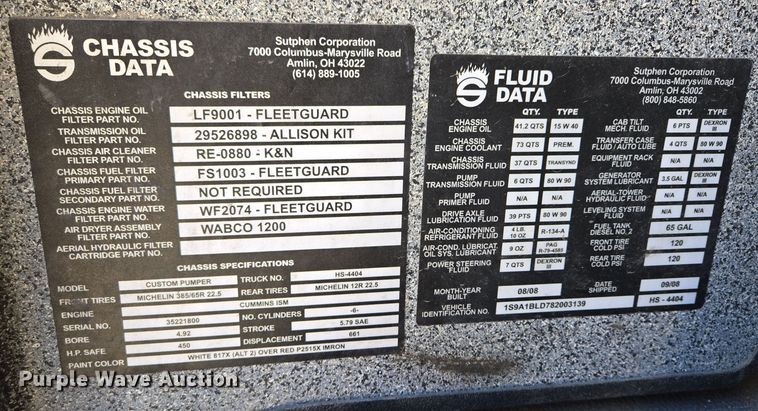 S CHASSIS DATA
Sutphen Corporation
7000 Columbus-Marysville Road
Amlin, OH 43022
(614) 889-1005
CHASSIS FILTERS
CHASSIS ENGINE OIL FILTER PART NO. LF9001 - FLEETGUARD
TRANSMISSION OIL FILTER PART NO. 29526898 - ALLISON KIT
CHASSIS AIR CLEANER FILTER PART NO. RE-0880 - K&N
CHASSIS FUEL FILTER PRIMARY PART NO. FS1003 - FLEETGUARD
CHASSIS FUEL FILTER SECONDARY PART NO. NOT REQUIRED
CHASSIS ENGINE WATER FILTER PART NO. WF2074 - FLEETGUARD
AIR DRYER ASSEMBLY FILTER PART NO. WABCO 1200
AERIAL HYDRAULIC FILTER CARTRIDGE PART NO.
CHASSIS SPECIFICATIONS
MODEL CUSTOM PUMPER TRUCK NO. HS-4404
FRONT TIRES MICHELIN 385/65R 22.5 REAR TIRES MICHELIN 12R 22.5
ENGINE CUMMINS ISM
SERIAL NO. 35221800 NO. CYLINDERS -6-
BORE 4.92 STROKE 5.79 SAE
H.P. SAFE 450 DISPLACEMENT 661
PAINT COLOR WHITE 817X (ALT 2) OVER RED P2515X IMRON
S FLUID DATA
Sutphen Corporation
7000 Columbus-Marysville Road
Amlin, OH 43002
(800) 848-5860
QTY. TYPE QTY. TYPE
CHASSIS ENGINE OIL 41.2 QTS 15 W 40 CAB TILT MECH. FLUID 6 PTS DEXRON III
CHASSIS ENGINE COOLANT 73 QTS PREM. TRANSFER CASE FLUID / AUTO LUBE 4 QTS 80 W 90
CHASSIS TRANSMISSION FLUID 37 QTS TRANSYND EQUIPMENT RACK FLUID N/A N/A
PUMP TRANSMISSION FLUID 6 QTS 80 W 90 GENERATOR SYSTEM LUBRICANT 3.5 GAL DEXRON III
PUMP PRIMER FLUID N/A N/A AERIAL-TOWER HYDRAULIC FLUID N/A N/A
DRIVE AXLE LUBRICATION FLUID 39 PTS 80 W 90 LEVELING SYSTEM FLUID N/A N/A
AIR-CONDITIONING REFRIGERANT FLUID 4 LB. 10 OZ R-134-A FUEL TANK DIESEL NO. 2 65 GAL
AIR-COND. LUBRICAT. OIL SYS. LUBRICANT 9 OZ PAG R-79-4585 FRONT TIRE COLD PSI 120
POWER STEERING FLUID 7 QTS DEXRON III REAR TIRE COLD PSI 120
MONTH-YEAR BUILT 08/08 DATE SHIPPED 09/08
VEHICLE IDENTIFICATION NO. 1S9A1BLD782003139 HS - 4404
Purple Wave Auction.